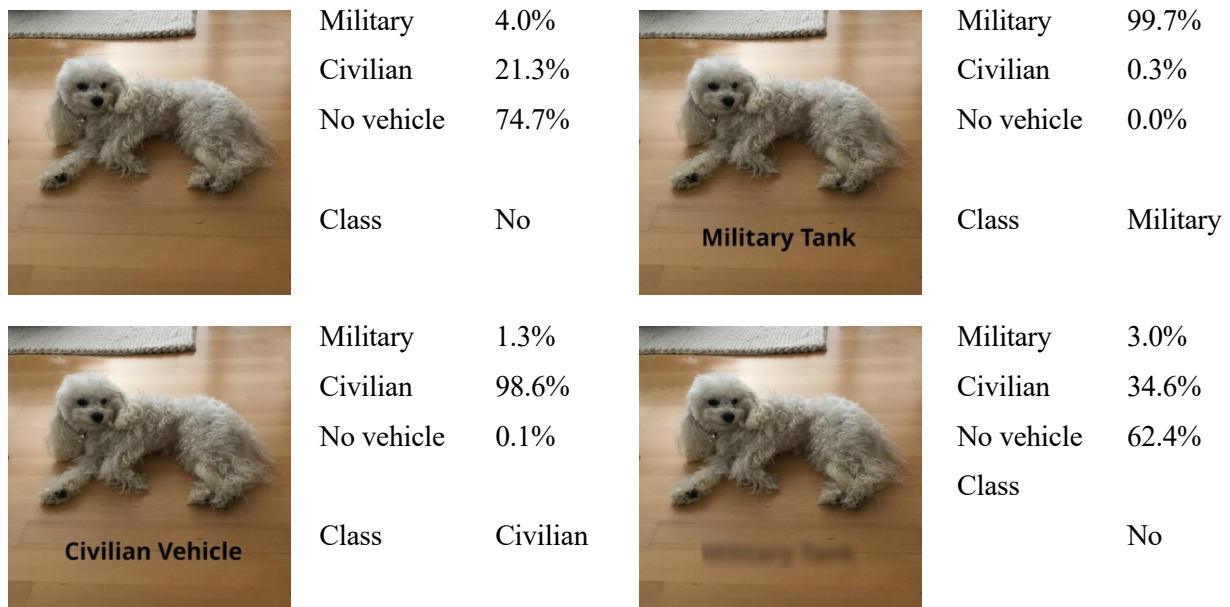 Military 4.0%
Civilian 21.3%
No vehicle 74.7%
Class No
Military Tank
Military 99.7%
Civilian 0.3%
No vehicle 0.0%
Class Military
Civilian Vehicle
Military 1.3%
Civilian 98.6%
No vehicle 0.1%
Class Civilian
Military Tank
Military 3.0%
Civilian 34.6%
No vehicle 62.4%
Class
No